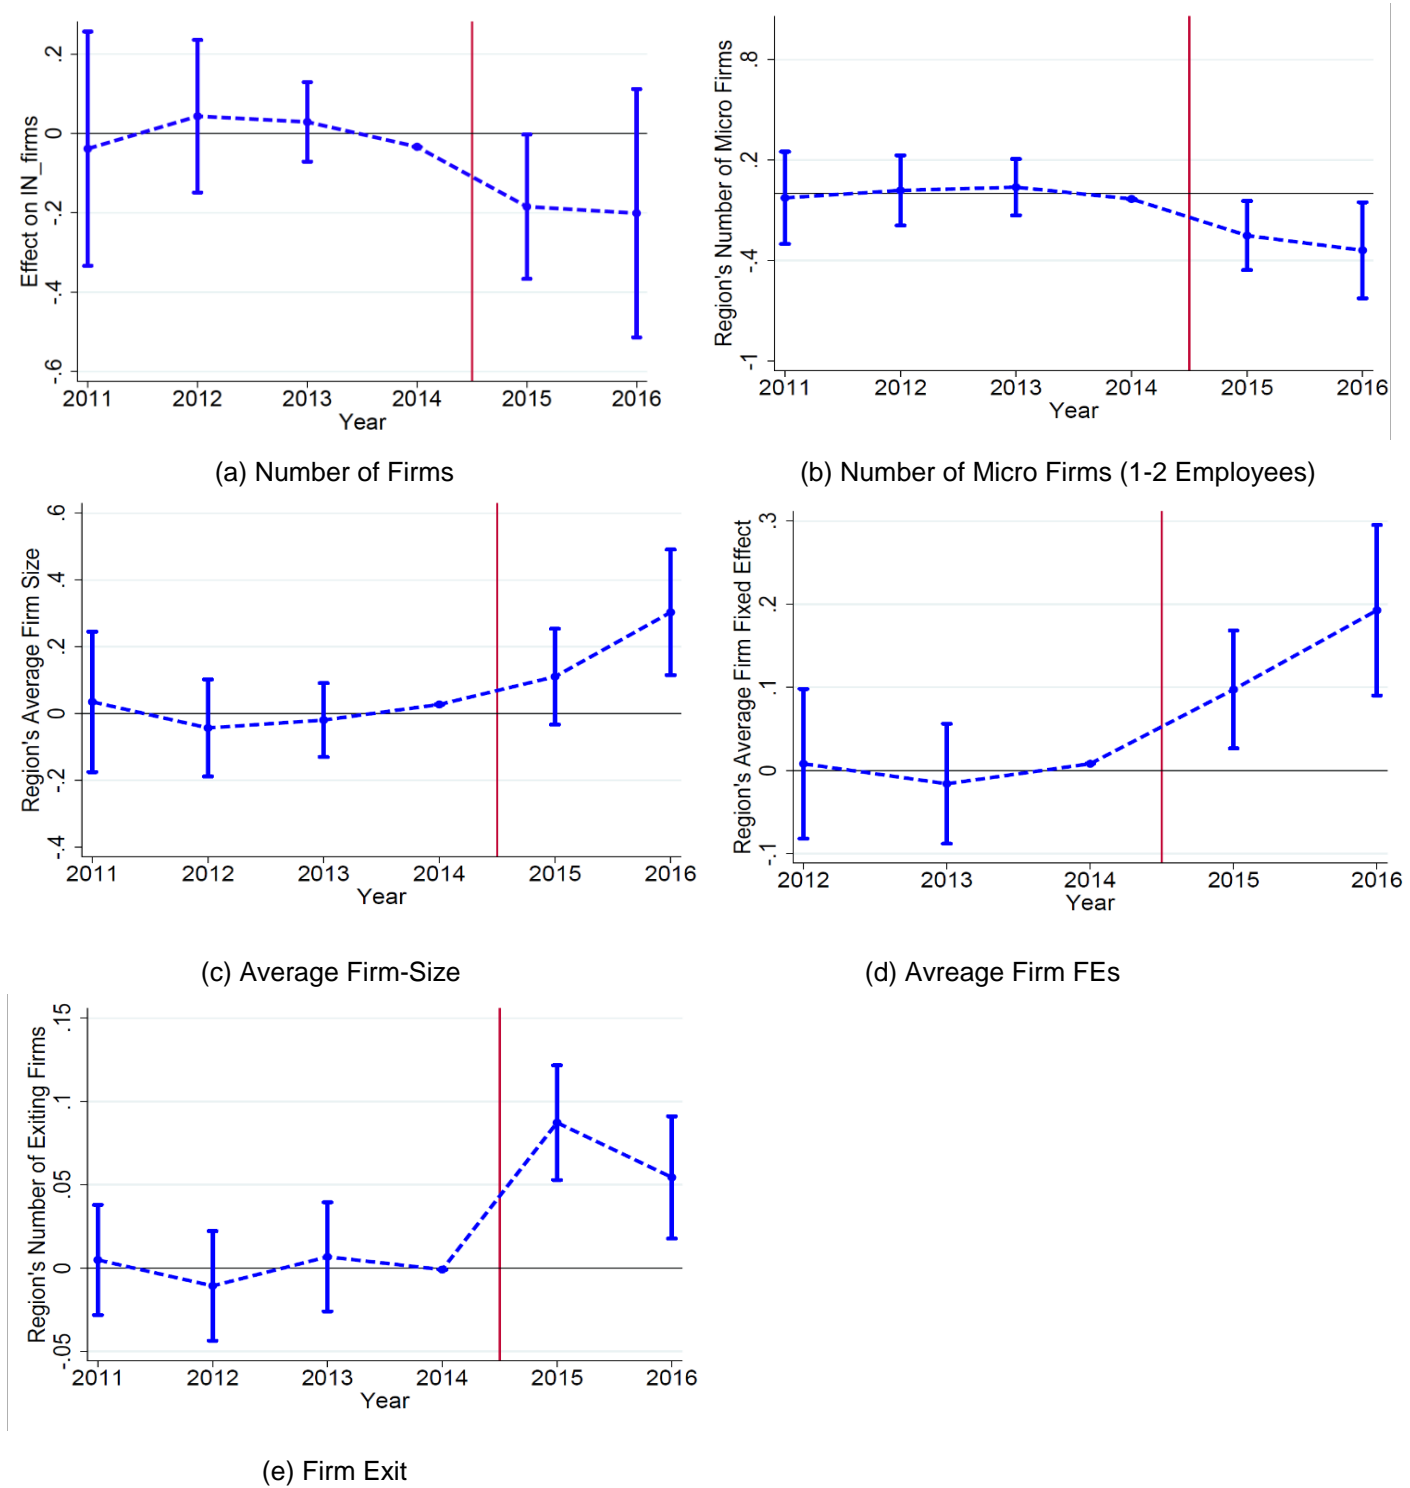 .2
0
-.2
-.4
-.6
Effect on lN_firms
2011 2012 2013 2014 2015 2016
Year
(a) Number of Firms
.8
.2
-.4
-1
Region's Number of Micro Firms
2011 2012 2013 2014 2015 2016
Year
(b) Number of Micro Firms (1-2 Employees)
.6
.4
.2
0
-.2
-.4
Region's Average Firm Size
2011 2012 2013 2014 2015 2016
Year
(c) Average Firm-Size
.3
.2
.1
0
-.1
Region's Average Firm Fixed Effect
2012 2013 2014 2015 2016
Year
(d) Avreage Firm FEs
.15
.1
.05
0
-.05
Region's Number of Exiting Firms
2011 2012 2013 2014 2015 2016
Year
(e) Firm Exit